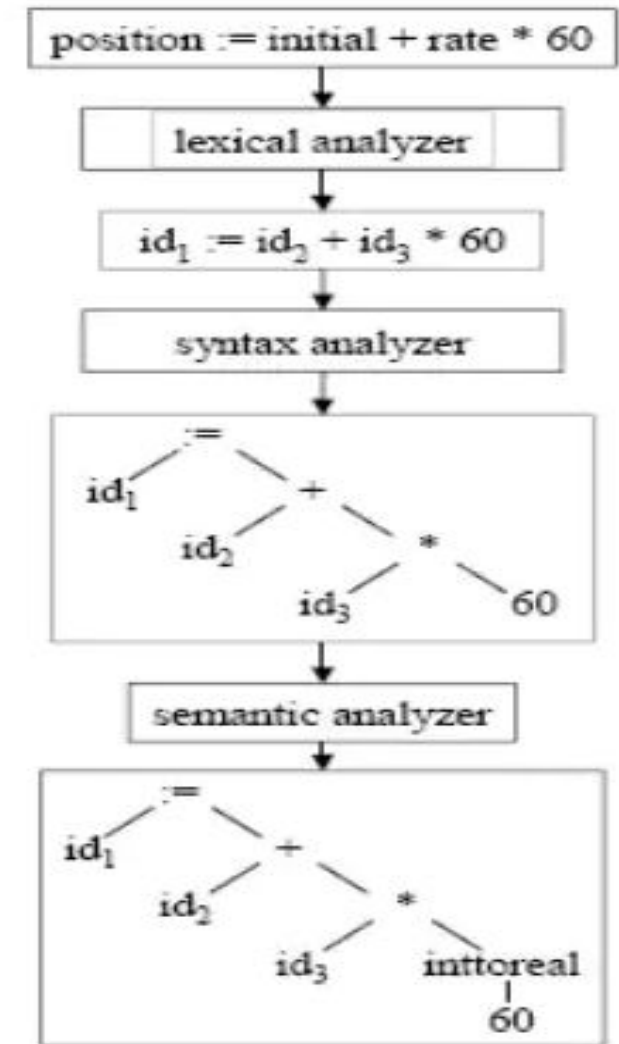 position := initial + rate * 60
lexical analyzer
id₁ := id₂ + id₃ * 60
syntax analyzer
:=
id₁ +
id₂ *
id₃ 60
semantic analyzer
:=
id₁ +
id₂ *
id₃ inttoreal
60